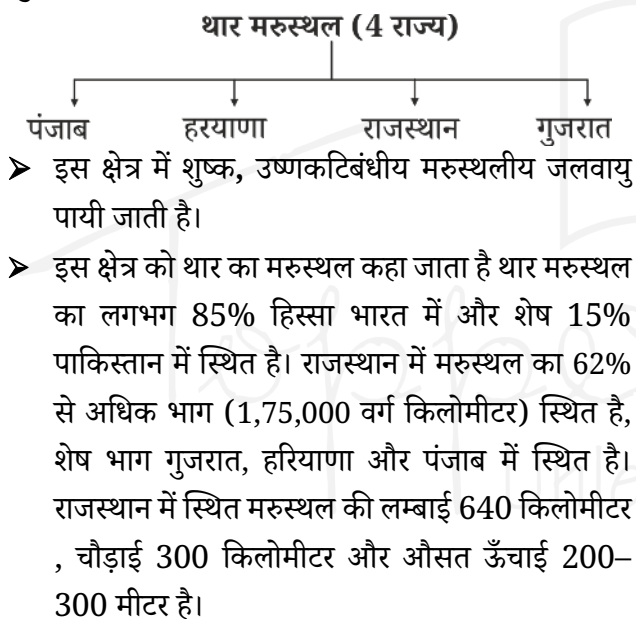 थार मरुस्थल (4 राज्य)
पंजाब हरयाणा राजस्थान गुजरात
➤ इस क्षेत्र में शुष्क, उष्णकटिबंधीय मरुस्थलीय जलवायु
पायी जाती है।
➤ इस क्षेत्र को थार का मरुस्थल कहा जाता है थार मरुस्थल
का लगभग 85% हिस्सा भारत में और शेष 15%
पाकिस्तान में स्थित है। राजस्थान में मरुस्थल का 62%
से अधिक भाग (1,75,000 वर्ग किलोमीटर) स्थित है,
शेष भाग गुजरात, हरियाणा और पंजाब में स्थित है।
राजस्थान में स्थित मरुस्थल की लम्बाई 640 किलोमीटर
, चौड़ाई 300 किलोमीटर और औसत ऊँचाई 200–
300 मीटर है।